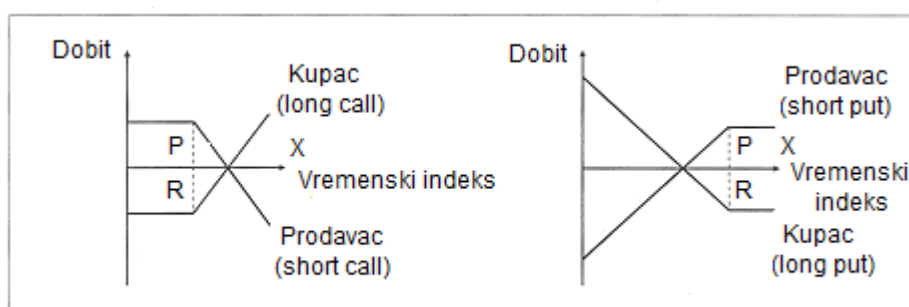 Dobit
Kupac
(long call)
P
X
R
Vremenski indeks
Prodavac
(short call)
Dobit
Prodavac
(short put)
P
X
R
Vremenski
indeks
Kupac
(long put)